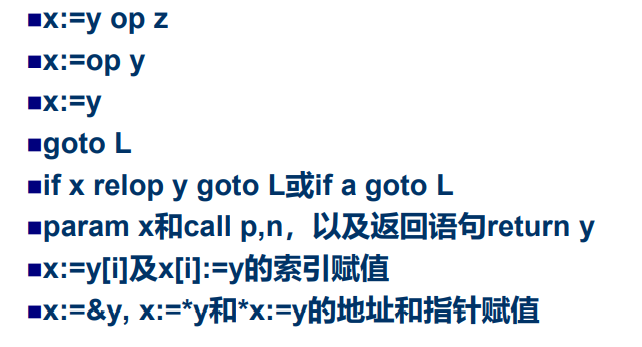 ■x:=y op z
■x:=op y
■x:=y
■goto L
■if x relop y goto L或if a goto L
■param x和call p,n，以及返回语句return y
■x:=y[i]及x[i]:=y的索引赋值
■x:=&y, x:=*y和*x:=y的地址和指针赋值